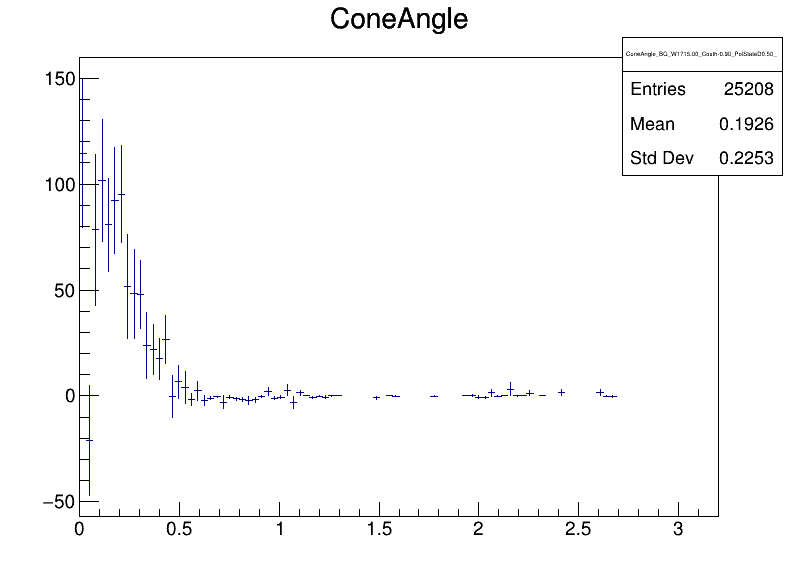 ConeAngle
ConeAngle_BG_W1715.00_Costh-0.90_PolStateD0.50_
Entries 25208
Mean 0.1926
Std Dev 0.2253
150
100
50
0
−50
0 0.5 1 1.5 2 2.5 3